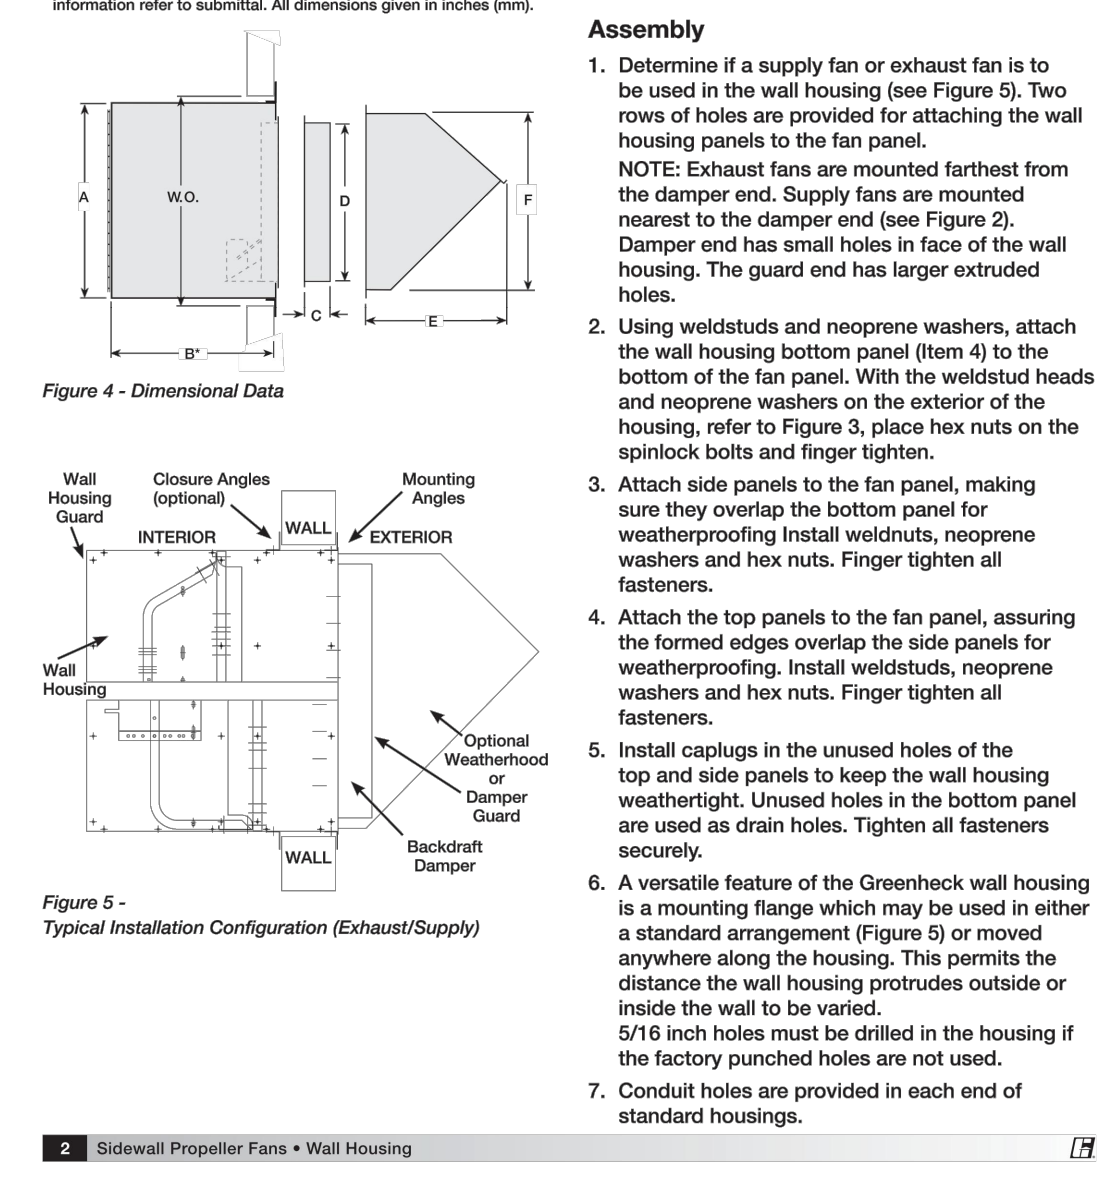 information refer to submittal. All dimensions given in inches (mm).
A
W.O.
D
F
C
E
B*
Figure 4 - Dimensional Data
Wall
Housing
Guard
Closure Angles
(optional)
Mounting
Angles
WALL
INTERIOR
EXTERIOR
Wall
Housing
Optional
Weatherhood
or
Damper
Guard
Backdraft
Damper
WALL
Figure 5 -
Typical Installation Configuration (Exhaust/Supply)
Assembly
1. Determine if a supply fan or exhaust fan is to
be used in the wall housing (see Figure 5). Two
rows of holes are provided for attaching the wall
housing panels to the fan panel.
NOTE: Exhaust fans are mounted farthest from
the damper end. Supply fans are mounted
nearest to the damper end (see Figure 2).
Damper end has small holes in face of the wall
housing. The guard end has larger extruded
holes.
2. Using weldstuds and neoprene washers, attach
the wall housing bottom panel (Item 4) to the
bottom of the fan panel. With the weldstud heads
and neoprene washers on the exterior of the
housing, refer to Figure 3, place hex nuts on the
spinlock bolts and finger tighten.
3. Attach side panels to the fan panel, making
sure they overlap the bottom panel for
weatherproofing Install weldnuts, neoprene
washers and hex nuts. Finger tighten all
fasteners.
4. Attach the top panels to the fan panel, assuring
the formed edges overlap the side panels for
weatherproofing. Install weldstuds, neoprene
washers and hex nuts. Finger tighten all
fasteners.
5. Install caplugs in the unused holes of the
top and side panels to keep the wall housing
weathertight. Unused holes in the bottom panel
are used as drain holes. Tighten all fasteners
securely.
6. A versatile feature of the Greenheck wall housing
is a mounting flange which may be used in either
a standard arrangement (Figure 5) or moved
anywhere along the housing. This permits the
distance the wall housing protrudes outside or
inside the wall to be varied.
5/16 inch holes must be drilled in the housing if
the factory punched holes are not used.
7. Conduit holes are provided in each end of
standard housings.
2 Sidewall Propeller Fans • Wall Housing